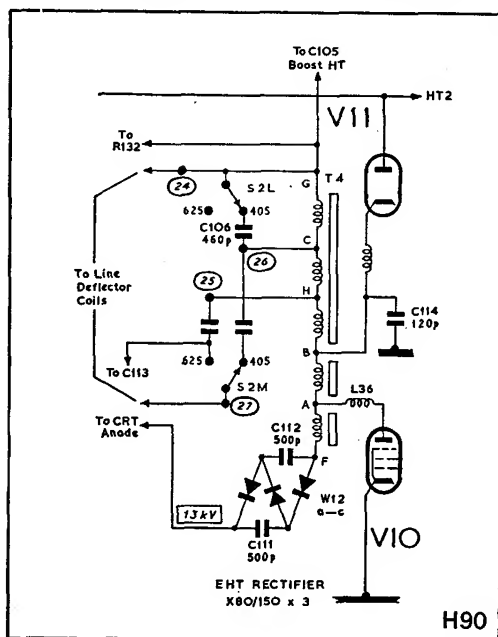 To C105
Boost HT
HT2
V11
To
R132
24
G
T4
S2L
625
405
C106
460p
C
26
To Line
Deflector
Coils
25
H
C114
120p
B
625
405
To C113
S2M
27
A
L36
To CRT
Anode
C112
500p
F
W12
a-c
13kV
C111
500p
V10
EHT RECTIFIER
X80/150 x 3
H90